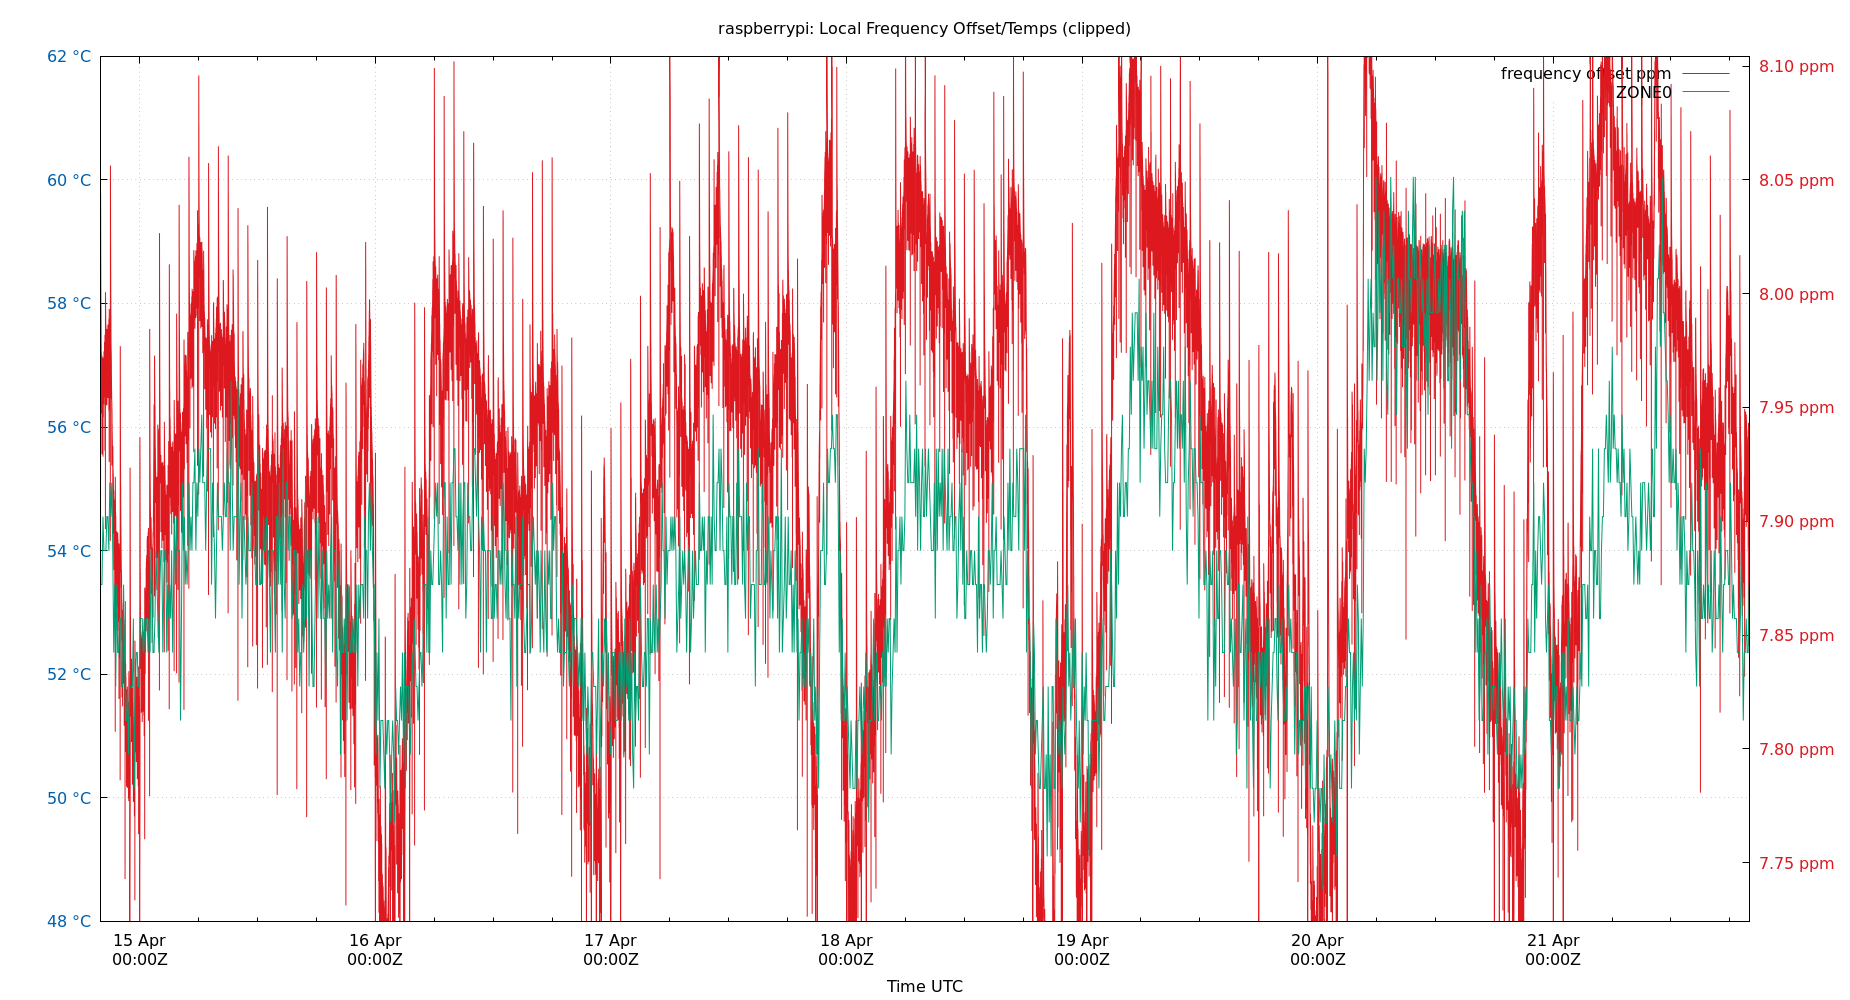 raspberrypi: Local Frequency Offset/Temps (clipped)
62 °C
60 °C
58 °C
56 °C
54 °C
52 °C
50 °C
48 °C
8.10 ppm
8.05 ppm
8.00 ppm
7.95 ppm
7.90 ppm
7.85 ppm
7.80 ppm
7.75 ppm
frequency offset ppm
ZONE0
15 Apr
00:00Z
16 Apr
00:00Z
17 Apr
00:00Z
18 Apr
00:00Z
19 Apr
00:00Z
20 Apr
00:00Z
21 Apr
00:00Z
Time UTC